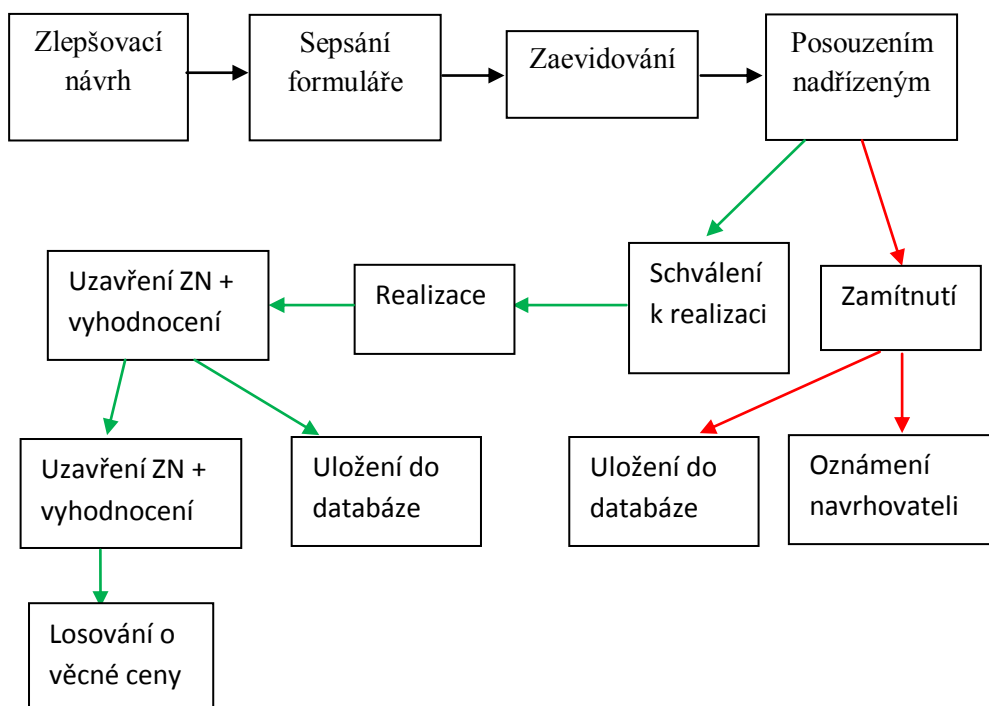 Zlepšovací
návrh
Sepsání
formuláře
Zaevidování
Posouzením
nadřízeným
Uzavření ZN +
vyhodnocení
Realizace
Schválení
k realizaci
Zamítnutí
Uzavření ZN +
vyhodnocení
Uložení do
databáze
Uložení do
databáze
Oznámení
navrhovateli
Losování o
věcné ceny